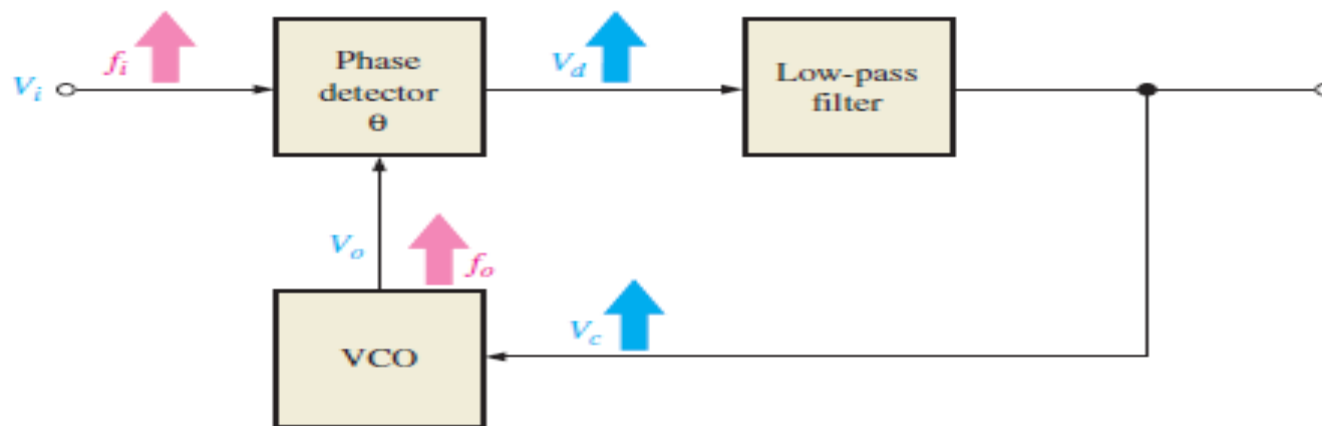 f_i
V_i
Phase
detector
θ
V_d
Low-pass
filter
V_o
f_o
VCO
V_c